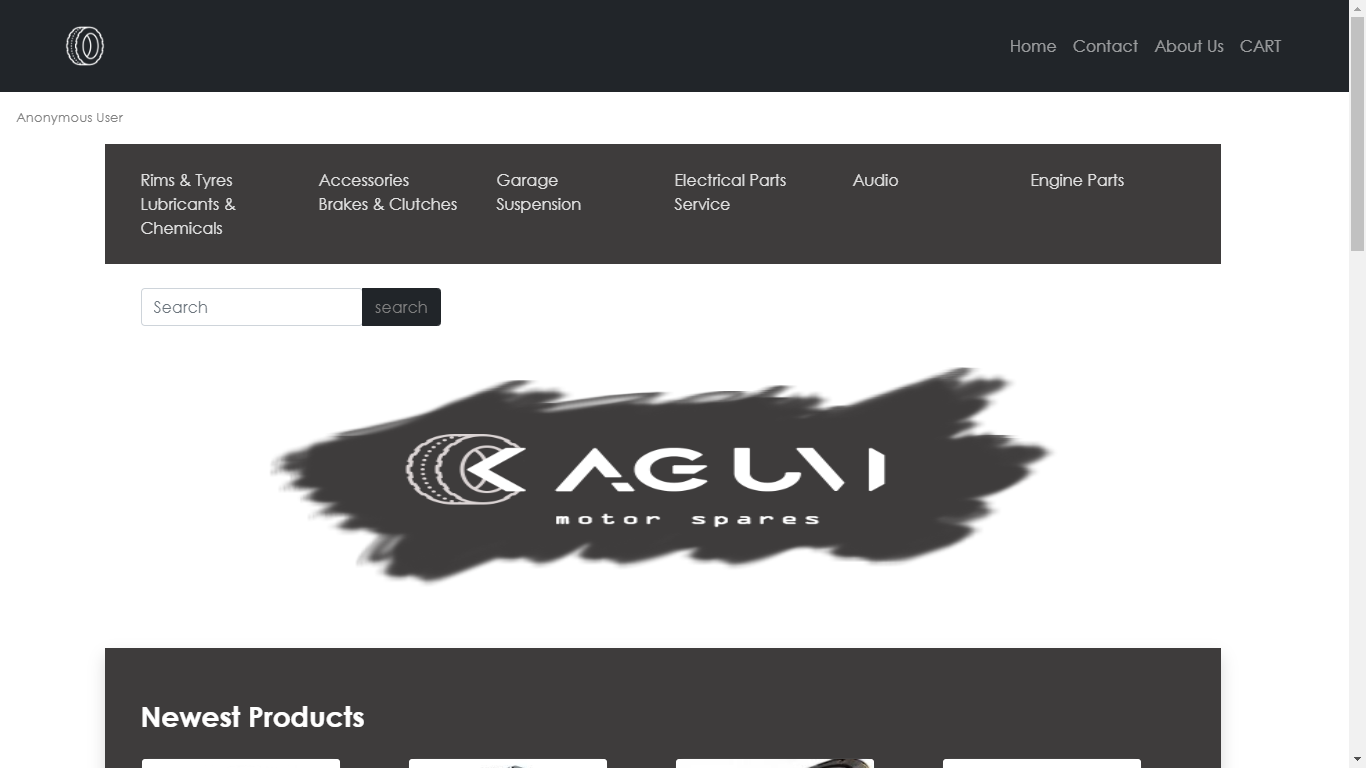 Home Contact About Us CART
Anonymous User
Rims & Tyres Accessories Garage Electrical Parts Audio Engine Parts
Lubricants & Chemicals Brakes & Clutches Suspension Service
Search search
KAGUVI
motor spares
Newest Products